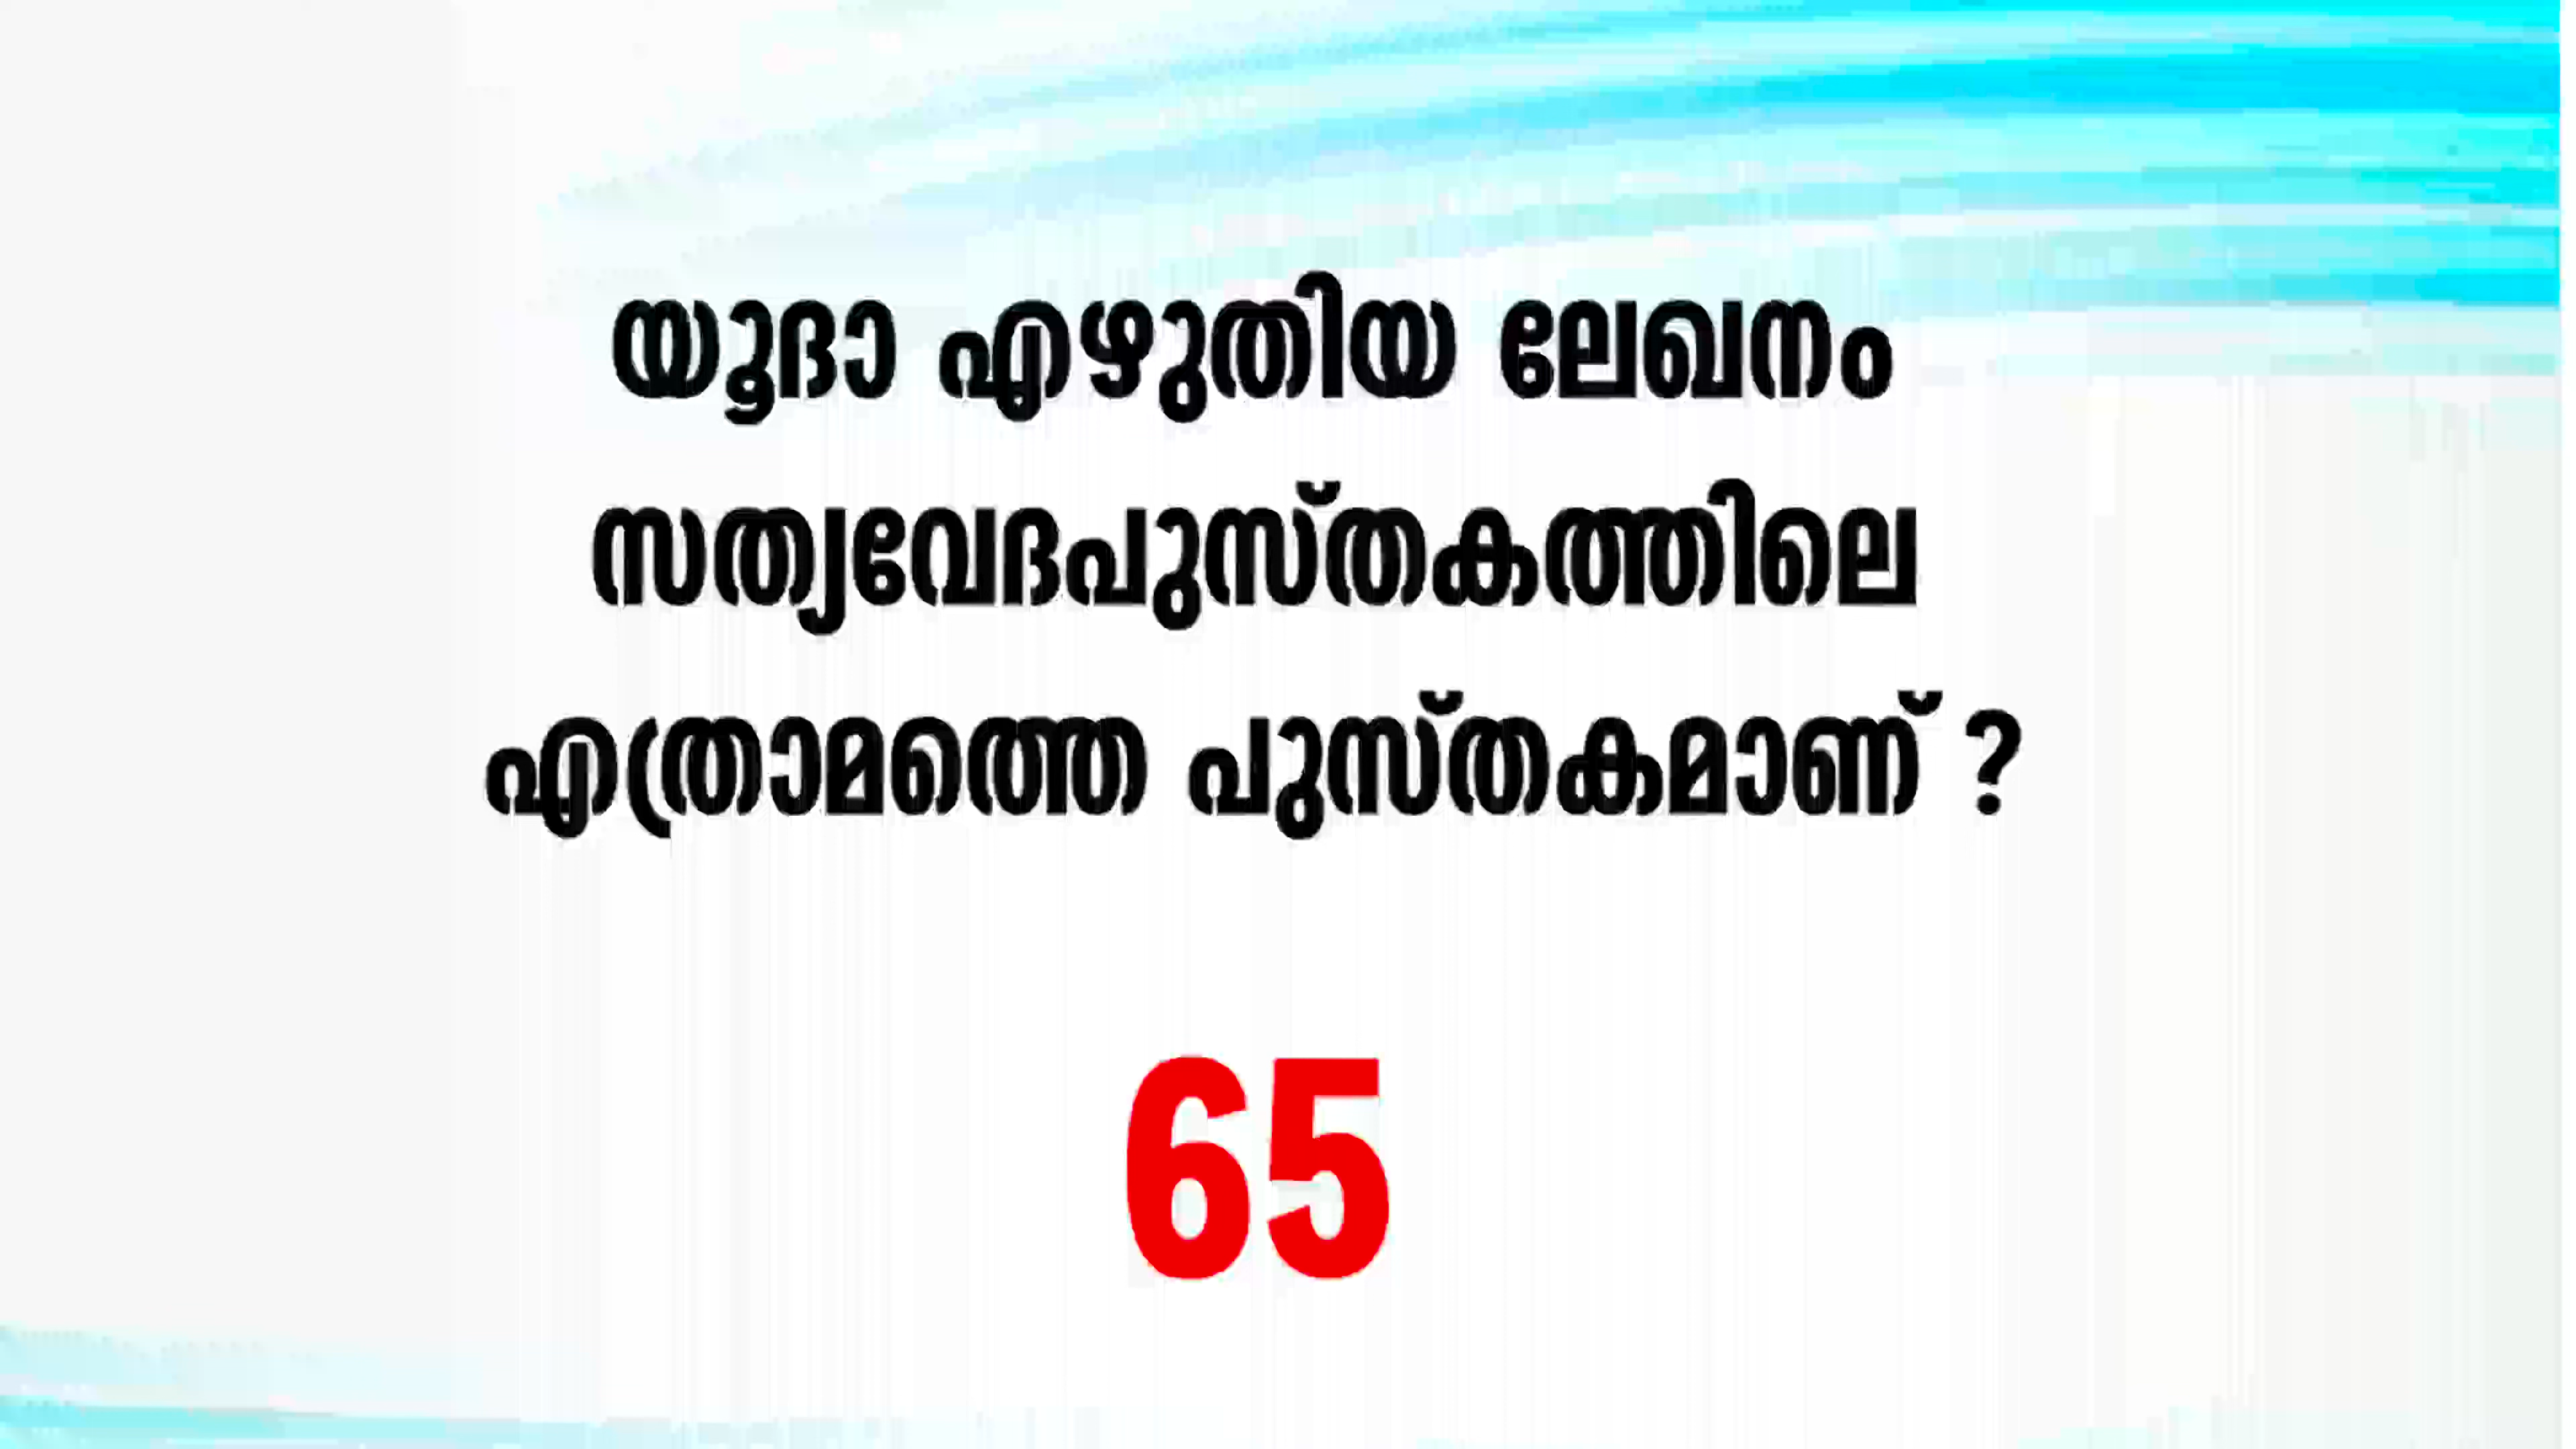 യൂദാ എഴുതിയ ലേഖനം
സത്യവേദപുസ്തകത്തിലെ
എത്രാമത്തെ പുസ്തകമാണ് ?
65